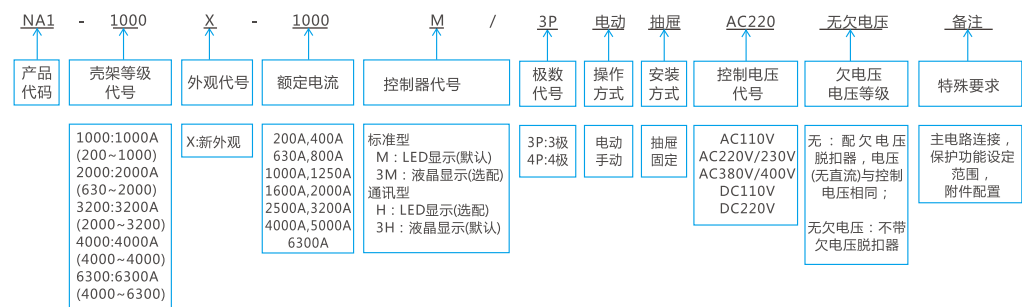 NA1 - 1000 X - 1000 M / 3P 电动 抽屉 AC220 无欠电压 备注
产品
代码
壳架等级
代号
外观代号
额定电流
控制器代号
极数
代号
操作
方式
安装
方式
控制电压
代号
欠电压
电压等级
特殊要求
1000:1000A
(200~1000)
2000:2000A
(630~2000)
3200:3200A
(2000~3200)
4000:4000A
(4000~4000)
6300:6300A
(4000~6300)
X:新外观
200A,400A
630A,800A
1000A,1250A
1600A,2000A
2500A,3200A
4000A,5000A
6300A
标准型
M：LED显示(默认)
3M：液晶显示(选配)
通讯型
H：LED显示(选配)
3H：液晶显示(默认)
3P:3极
4P:4极
电动
手动
抽屉
固定
AC110V
AC220V/230V
AC380V/400V
DC110V
DC220V
无：配欠电压
脱扣器，电压
(无直流)与控制
电压相同；
无欠电压：不带
欠电压脱扣器
主电路连接，
保护功能设定
范围，
附件配置